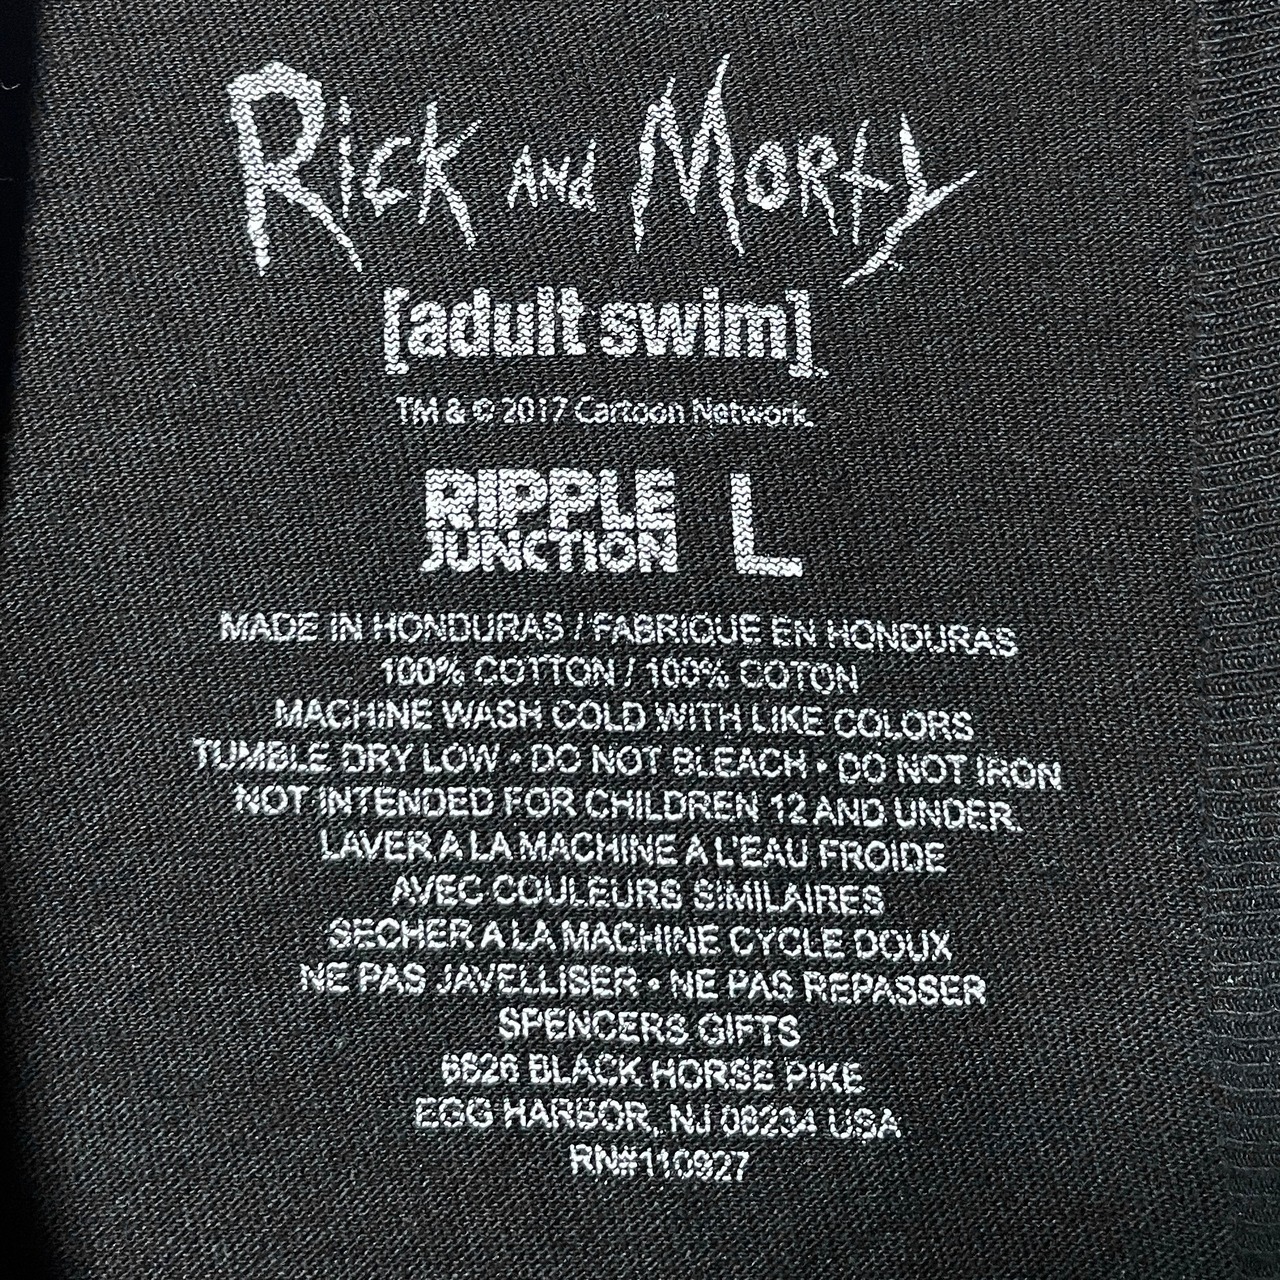 Rick and Morty
[adult swim]
TM & © 2017 Cartoon Network.
RIPPLE JUNCTION L
MADE IN HONDURAS / FABRIQUE EN HONDURAS
100% COTTON / 100% COTON
MACHINE WASH COLD WITH LIKE COLORS
TUMBLE DRY LOW • DO NOT BLEACH • DO NOT IRON
NOT INTENDED FOR CHILDREN 12 AND UNDER.
LAVER A LA MACHINE A L'EAU FROIDE
AVEC COULEURS SIMILAIRES
SECHER A LA MACHINE CYCLE DOUX
NE PAS JAVELLISER • NE PAS REPASSER
SPENCERS GIFTS
6826 BLACK HORSE PIKE
EGG HARBOR, NJ 08234 USA
RN#110927